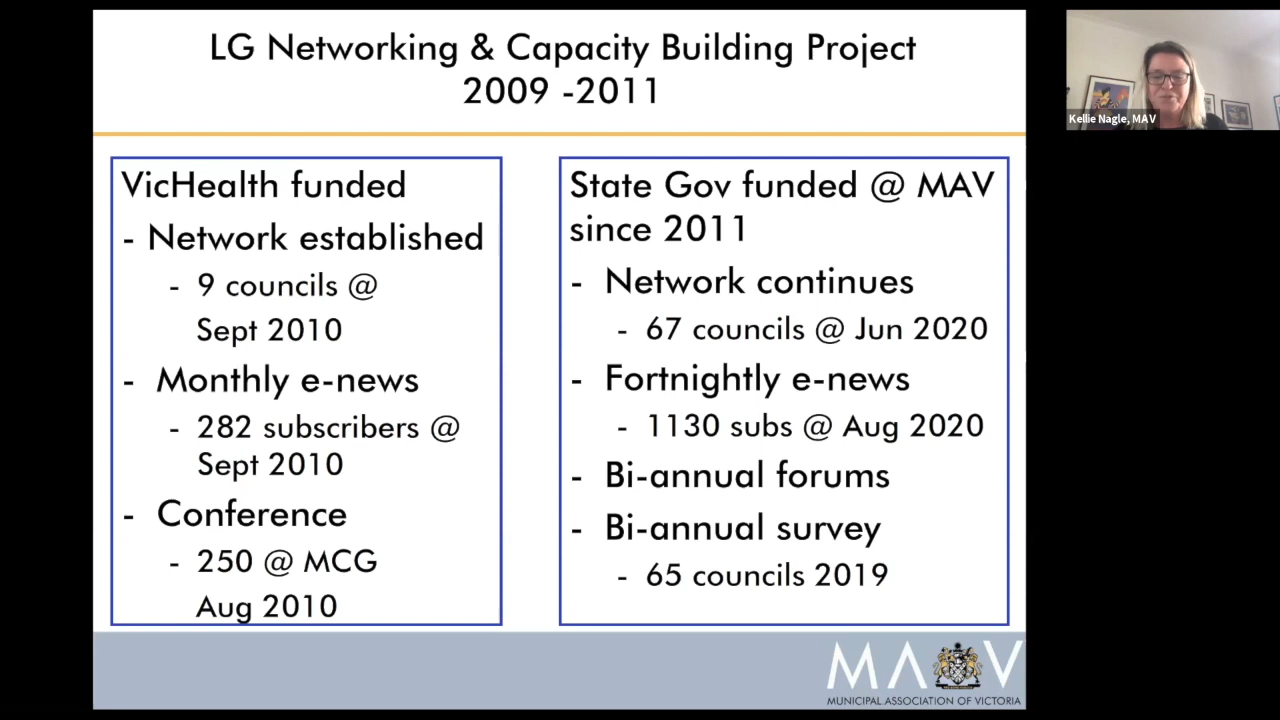 LG Networking & Capacity Building Project
2009 -2011
VicHealth funded
- Network established
- 9 councils @
Sept 2010
- Monthly e-news
- 282 subscribers @
Sept 2010
- Conference
- 250 @ MCG
Aug 2010
State Gov funded @ MAV
since 2011
- Network continues
- 67 councils @ Jun 2020
- Fortnightly e-news
- 1130 subs @ Aug 2020
- Bi-annual forums
- Bi-annual survey
- 65 councils 2019
MAV
MUNICIPAL ASSOCIATION OF VICTORIA
Kellie Nagle, MAV